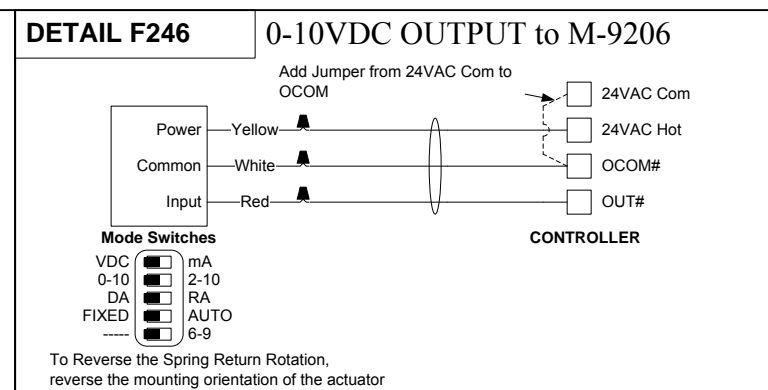 DETAIL F246
0-10VDC OUTPUT to M-9206
Add Jumper from 24VAC Com to
OCOM
24VAC Com
Power Yellow 24VAC Hot
Common White OCOM#
Input Red OUT#
Mode Switches
CONTROLLER
VDC mA
0-10 2-10
DA RA
FIXED AUTO
----- 6-9
To Reverse the Spring Return Rotation,
reverse the mounting orientation of the actuator